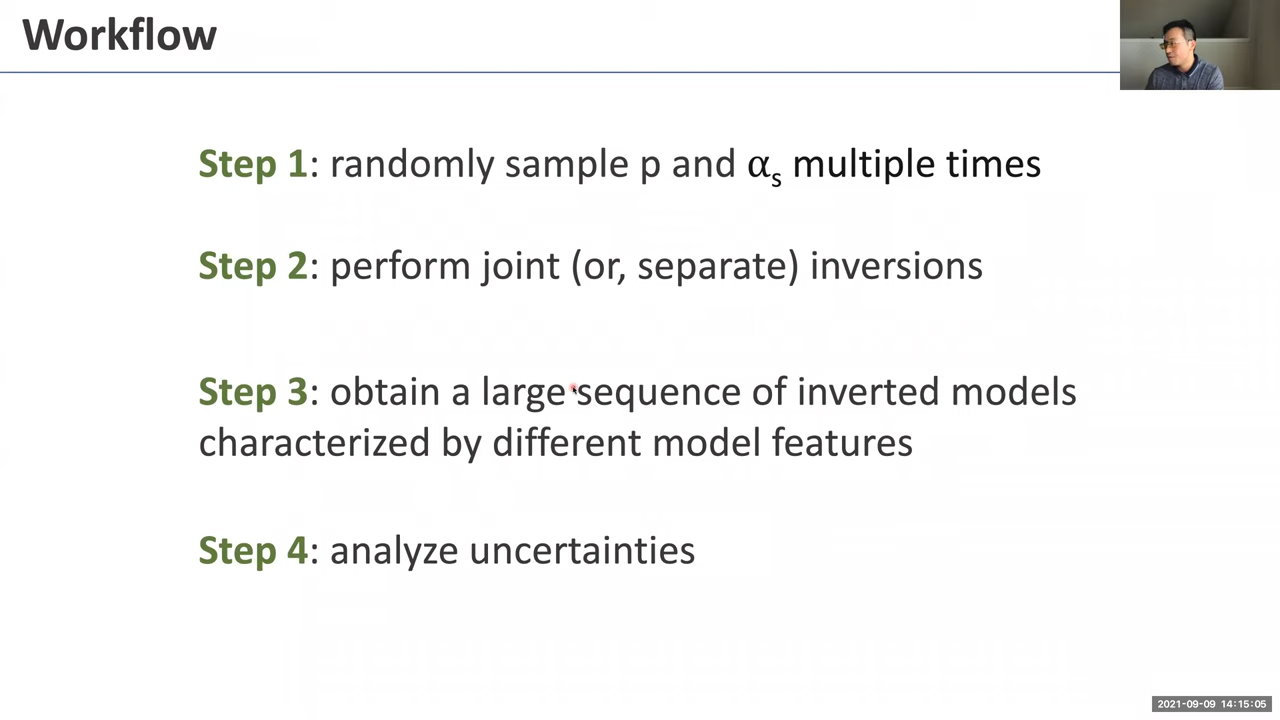 Workflow
Step 1: randomly sample p and αs multiple times
Step 2: perform joint (or, separate) inversions
Step 3: obtain a large sequence of inverted models
characterized by different model features
Step 4: analyze uncertainties
2021-09-09 14:15:05